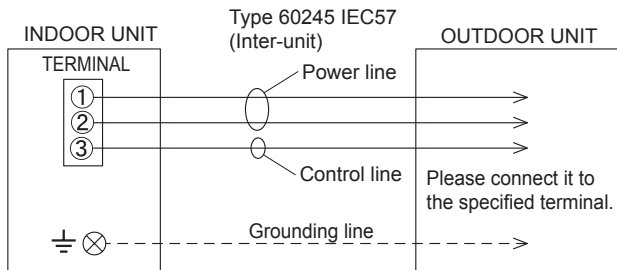 Type 60245 IEC57
(Inter-unit)
INDOOR UNIT
OUTDOOR UNIT
TERMINAL
Power line
1
2
3
Control line
Please connect it to
the specified terminal.
Grounding line